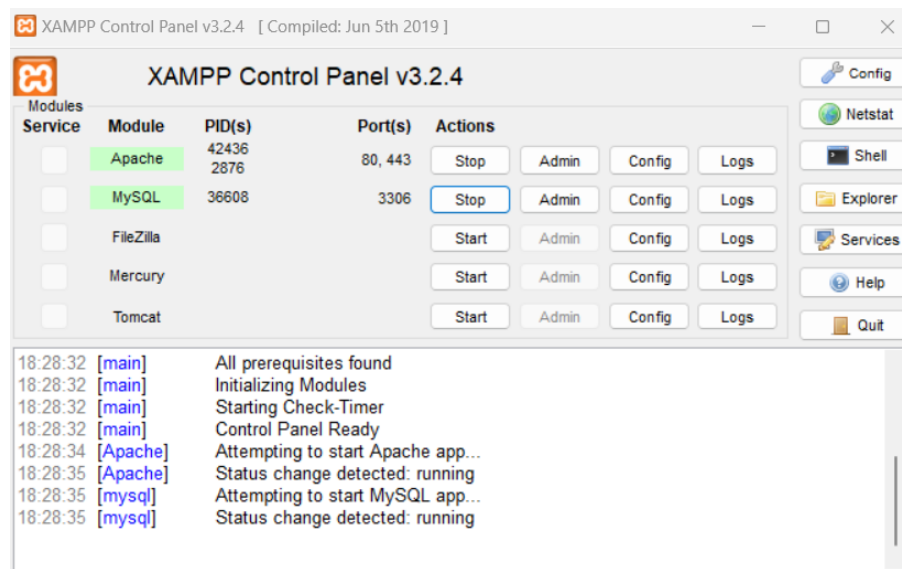 XAMPP Control Panel v3.2.4 [ Compiled: Jun 5th 2019 ]
XAMPP Control Panel v3.2.4
Config
Modules
Service Module PID(s) Port(s) Actions
Netstat
Apache 42436 2876 80, 443 Stop Admin Config Logs
Shell
MySQL 36608 3306 Stop Admin Config Logs
Explorer
FileZilla Start Admin Config Logs
Services
Mercury Start Admin Config Logs
Help
Tomcat Start Admin Config Logs
Quit
18:28:32 [main] All prerequisites found
18:28:32 [main] Initializing Modules
18:28:32 [main] Starting Check-Timer
18:28:32 [main] Control Panel Ready
18:28:34 [Apache] Attempting to start Apache app...
18:28:35 [Apache] Status change detected: running
18:28:35 [mysql] Attempting to start MySQL app...
18:28:35 [mysql] Status change detected: running